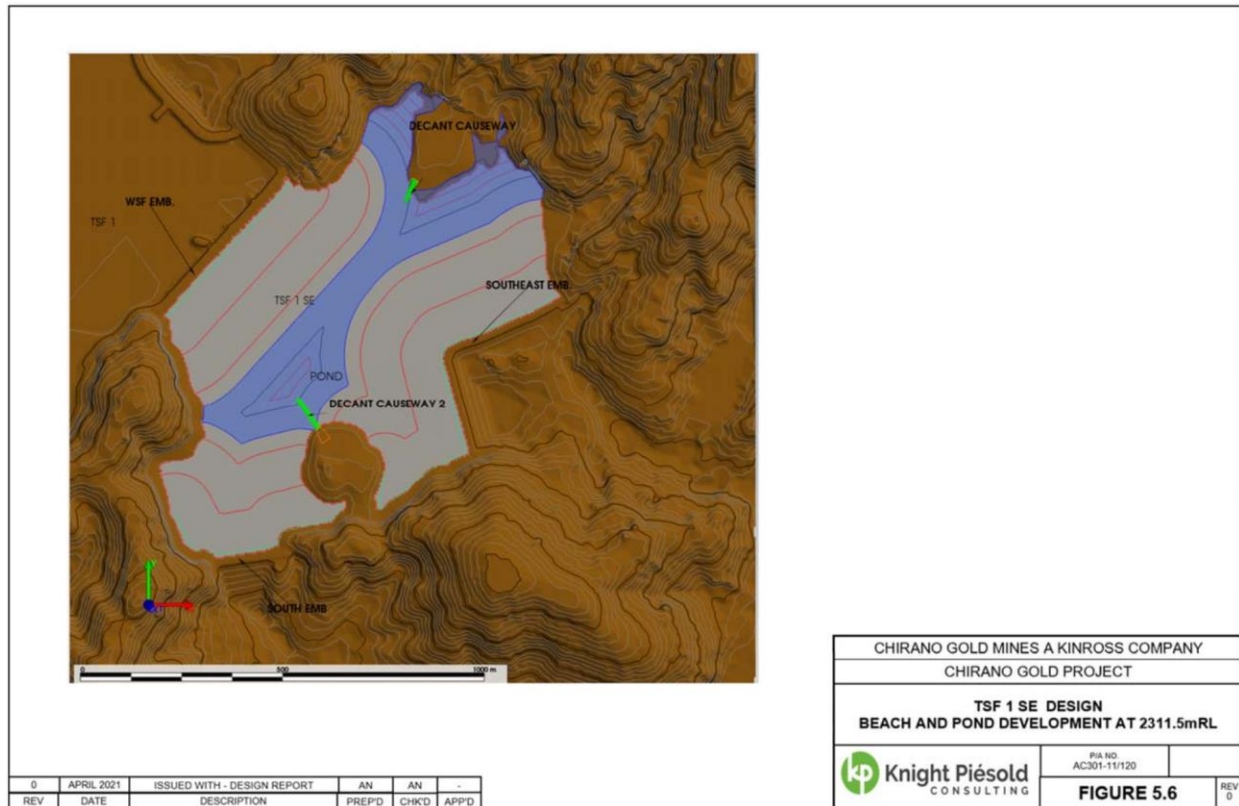 DECANT CAUSEWAY
WSF EMB.
TSF 1
SOUTHEAST EMB.
TSF 1 SE
POND
DECANT CAUSEWAY 2
SOUTH EMB
0 500 1000 m
CHIRANO GOLD MINES A KINROSS COMPANY
CHIRANO GOLD PROJECT
TSF 1 SE DESIGN
BEACH AND POND DEVELOPMENT AT 2311.5mRL
kp Knight Piésold
CONSULTING
P/A NO.
AC301-11/120
FIGURE 5.6
REV
0
0 APRIL 2021 ISSUED WITH - DESIGN REPORT AN AN -
REV DATE DESCRIPTION PREP'D CHK'D APP'D